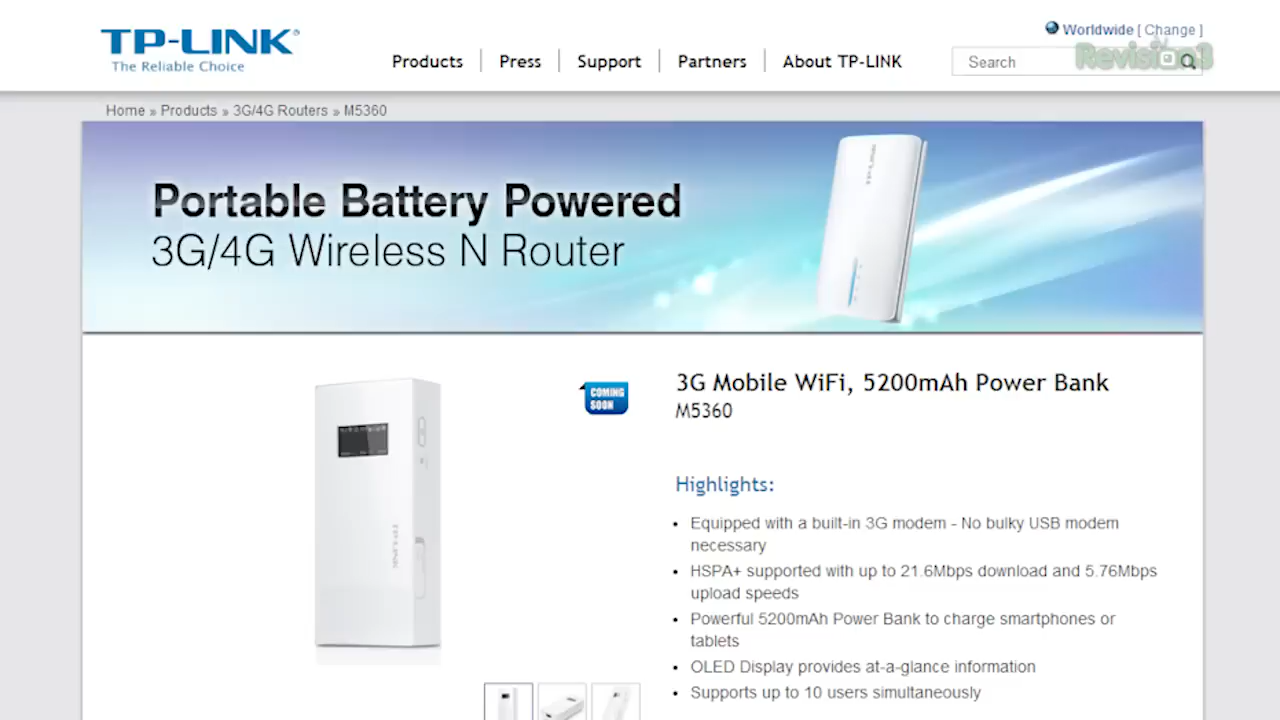 TP-LINK®
The Reliable Choice
Worldwide [ Change ]
Products Press Support Partners About TP-LINK
Search
Revision3
Home » Products » 3G/4G Routers » M5360
Portable Battery Powered
3G/4G Wireless N Router
TP-LINK
COMING
SOON
3G Mobile WiFi, 5200mAh Power Bank
M5360
TP-LINK
Highlights:
• Equipped with a built-in 3G modem - No bulky USB modem
necessary
• HSPA+ supported with up to 21.6Mbps download and 5.76Mbps
upload speeds
• Powerful 5200mAh Power Bank to charge smartphones or
tablets
• OLED Display provides at-a-glance information
• Supports up to 10 users simultaneously